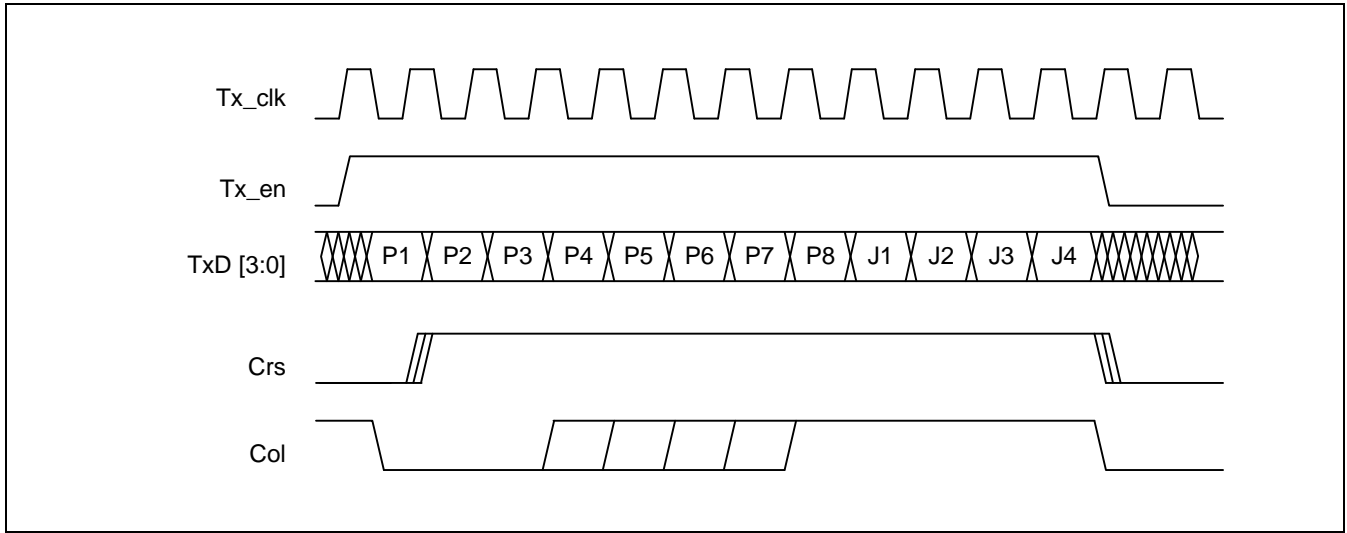 Tx_clk
Tx_en
TxD [3:0] P1 P2 P3 P4 P5 P6 P7 P8 J1 J2 J3 J4
Crs
Col